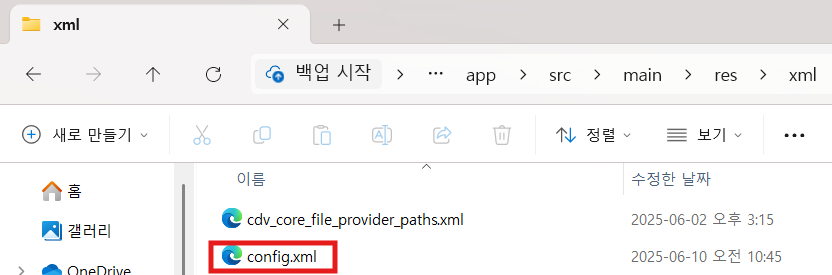 xml
백업 시작 > ... app > src > main > res > xml
새로 만들기 정렬 보기 ...
이름 수정한 날짜
홈 cdv_core_file_provider_paths.xml 2025-06-02 오후 3:15
갤러리
OneDrive config.xml 2025-06-10 오전 10:45